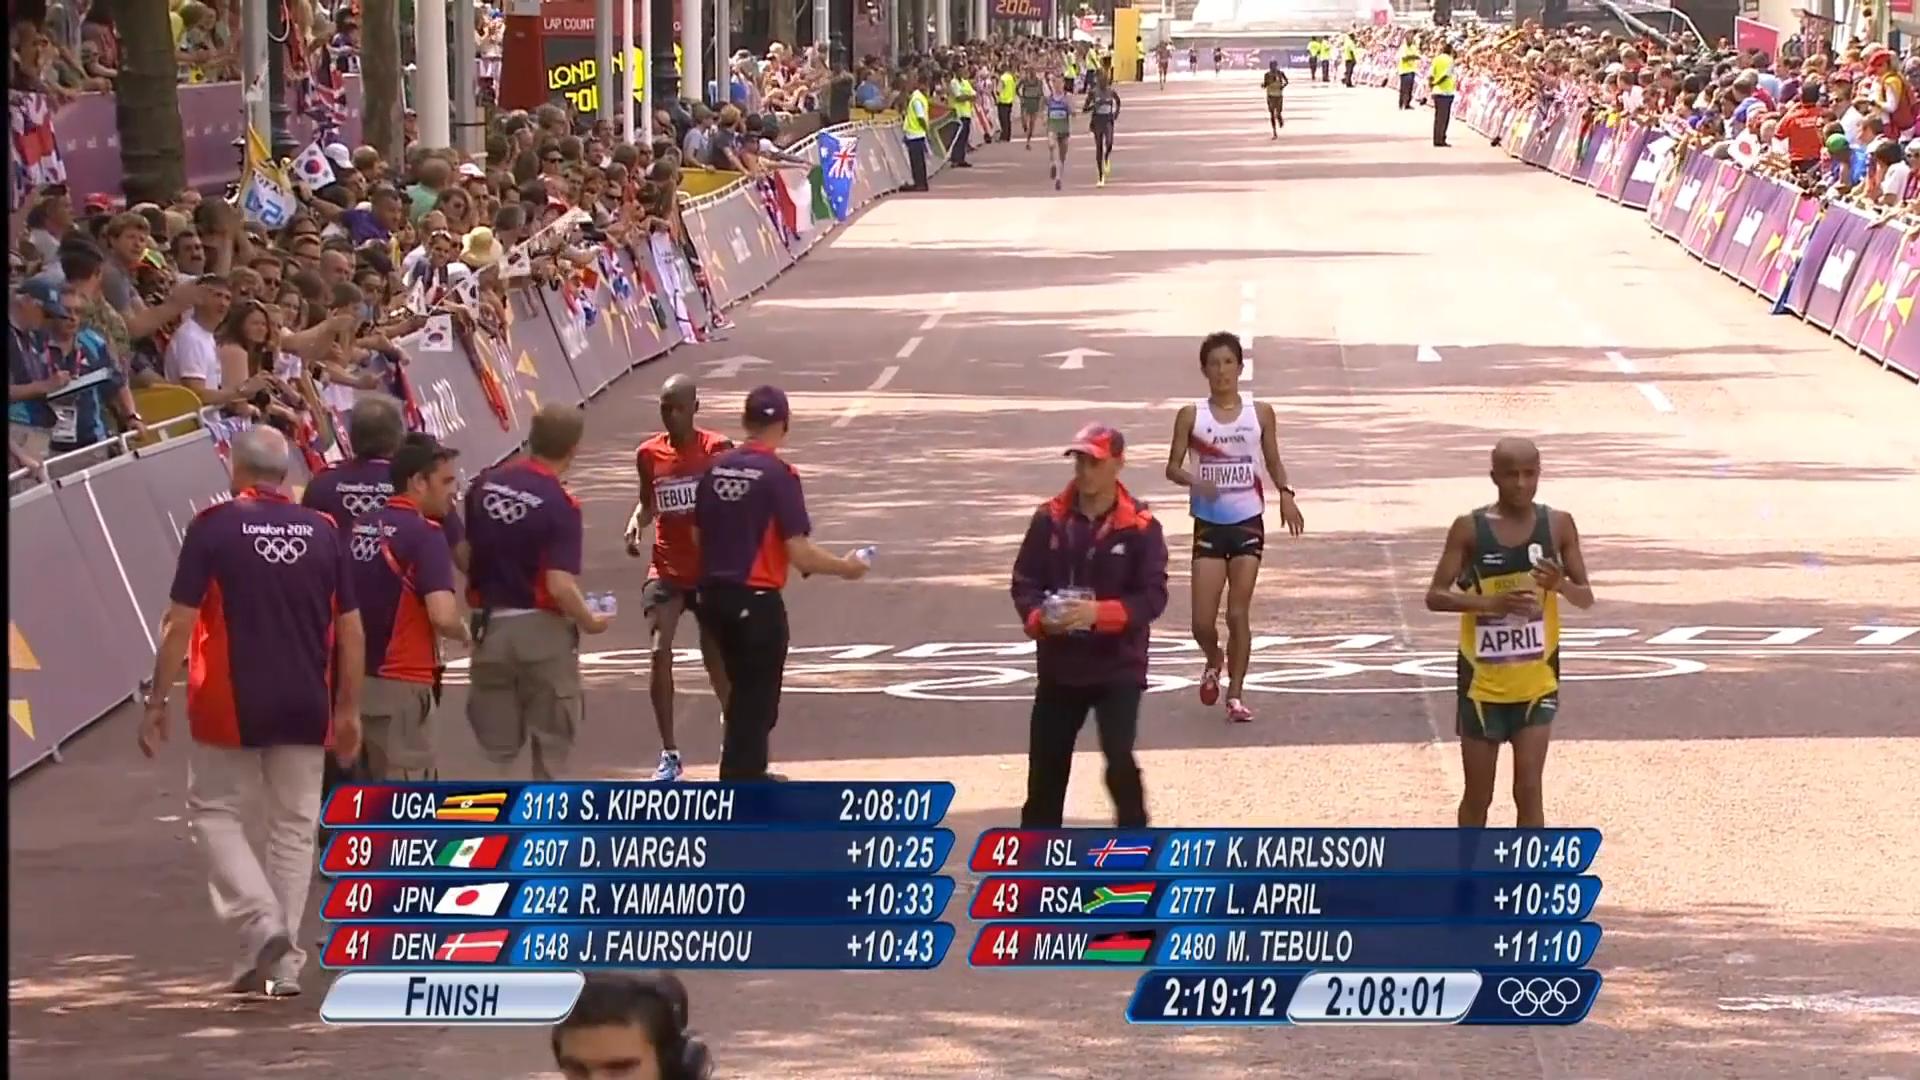 200m
LAP COUNT
LONDON
London 2012
London 2012
London 2012
TEBUL
FUJIWARA
APRIL
1 UGA 3113 S. KIPROTICH 2:08:01
39 MEX 2507 D. VARGAS +10:25
40 JPN 2242 R. YAMAMOTO +10:33
41 DEN 1548 J. FAURSCHOU +10:43
42 ISL 2117 K. KARLSSON +10:46
43 RSA 2777 L. APRIL +10:59
44 MAW 2480 M. TEBULO +11:10
FINISH
2:19:12 2:08:01